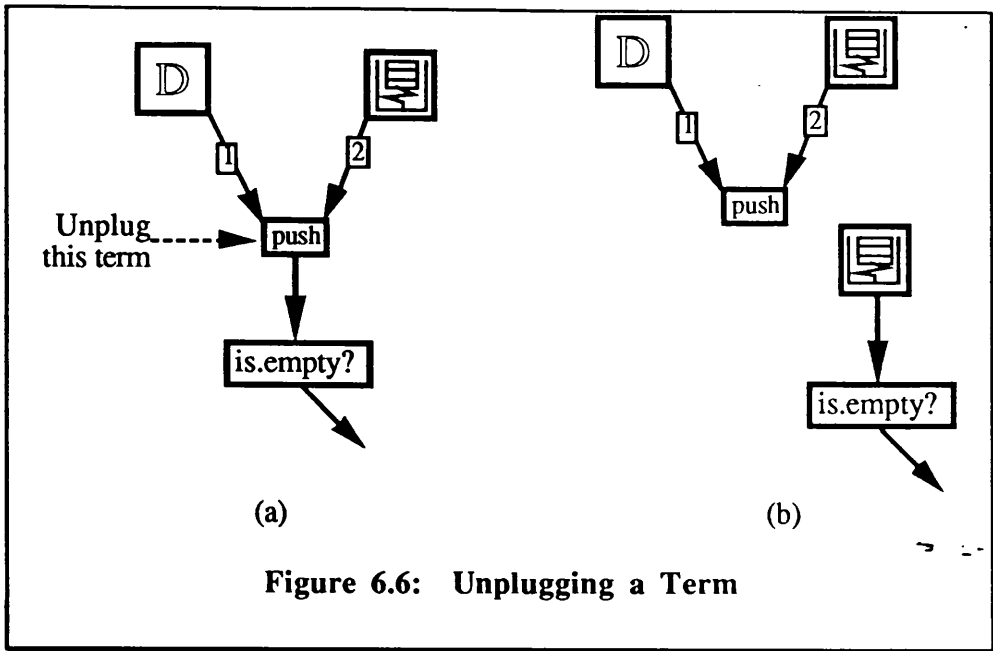 D
1
2
push
Unplug
this term
is.empty?
(a)
D
1
2
push
is.empty?
(b)
Figure 6.6: Unplugging a Term